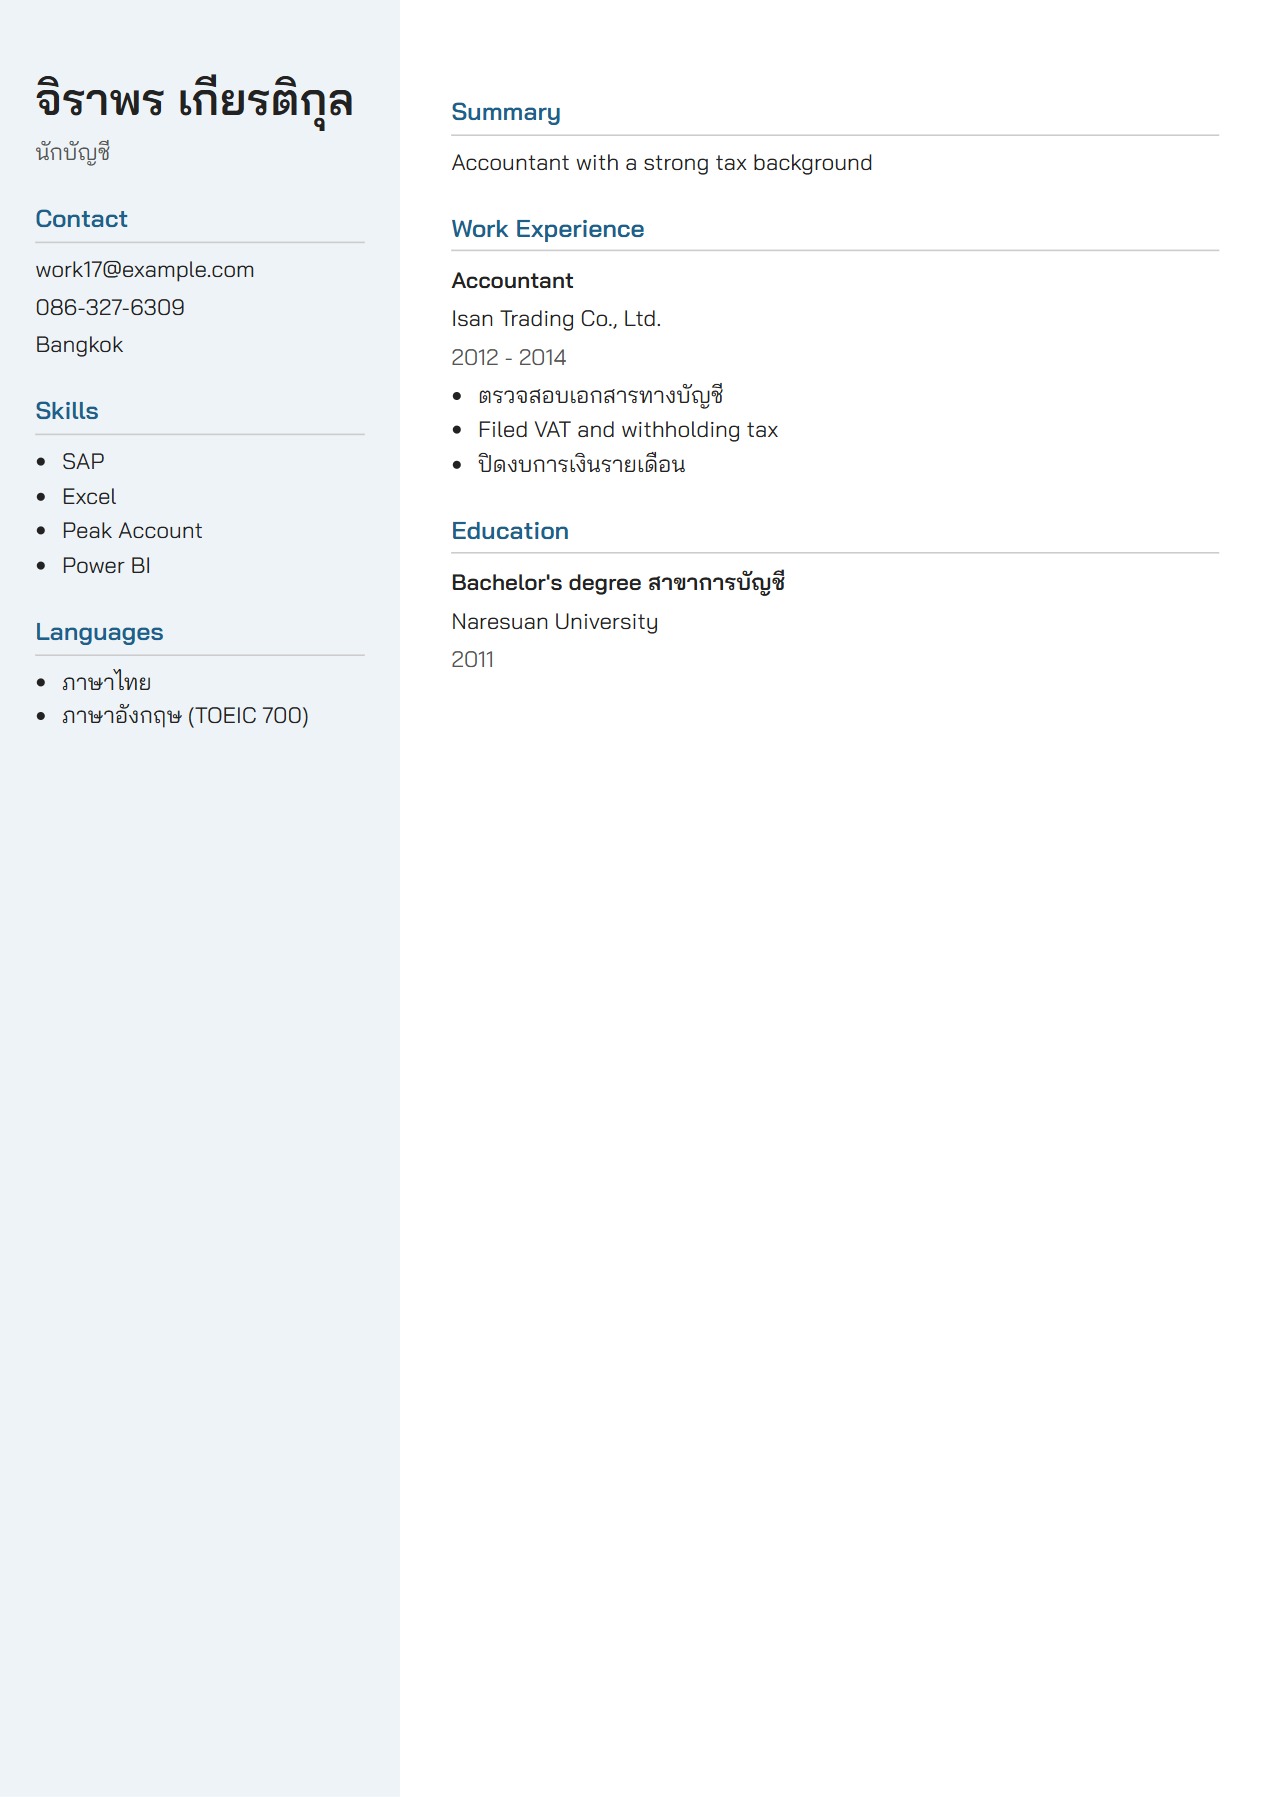 จิราพร เกียรติกุล
นักบัญชี
Contact
work17@example.com
086-327-6309
Bangkok
Skills
• SAP
• Excel
• Peak Account
• Power BI
Languages
• ภาษาไทย
• ภาษาอังกฤษ (TOEIC 700)
Summary
Accountant with a strong tax background
Work Experience
Accountant
Isan Trading Co., Ltd.
2012 - 2014
• ตรวจสอบเอกสารทางบัญชี
• Filed VAT and withholding tax
• ปิดงบการเงินรายเดือน
Education
Bachelor's degree สาขาการบัญชี
Naresuan University
2011